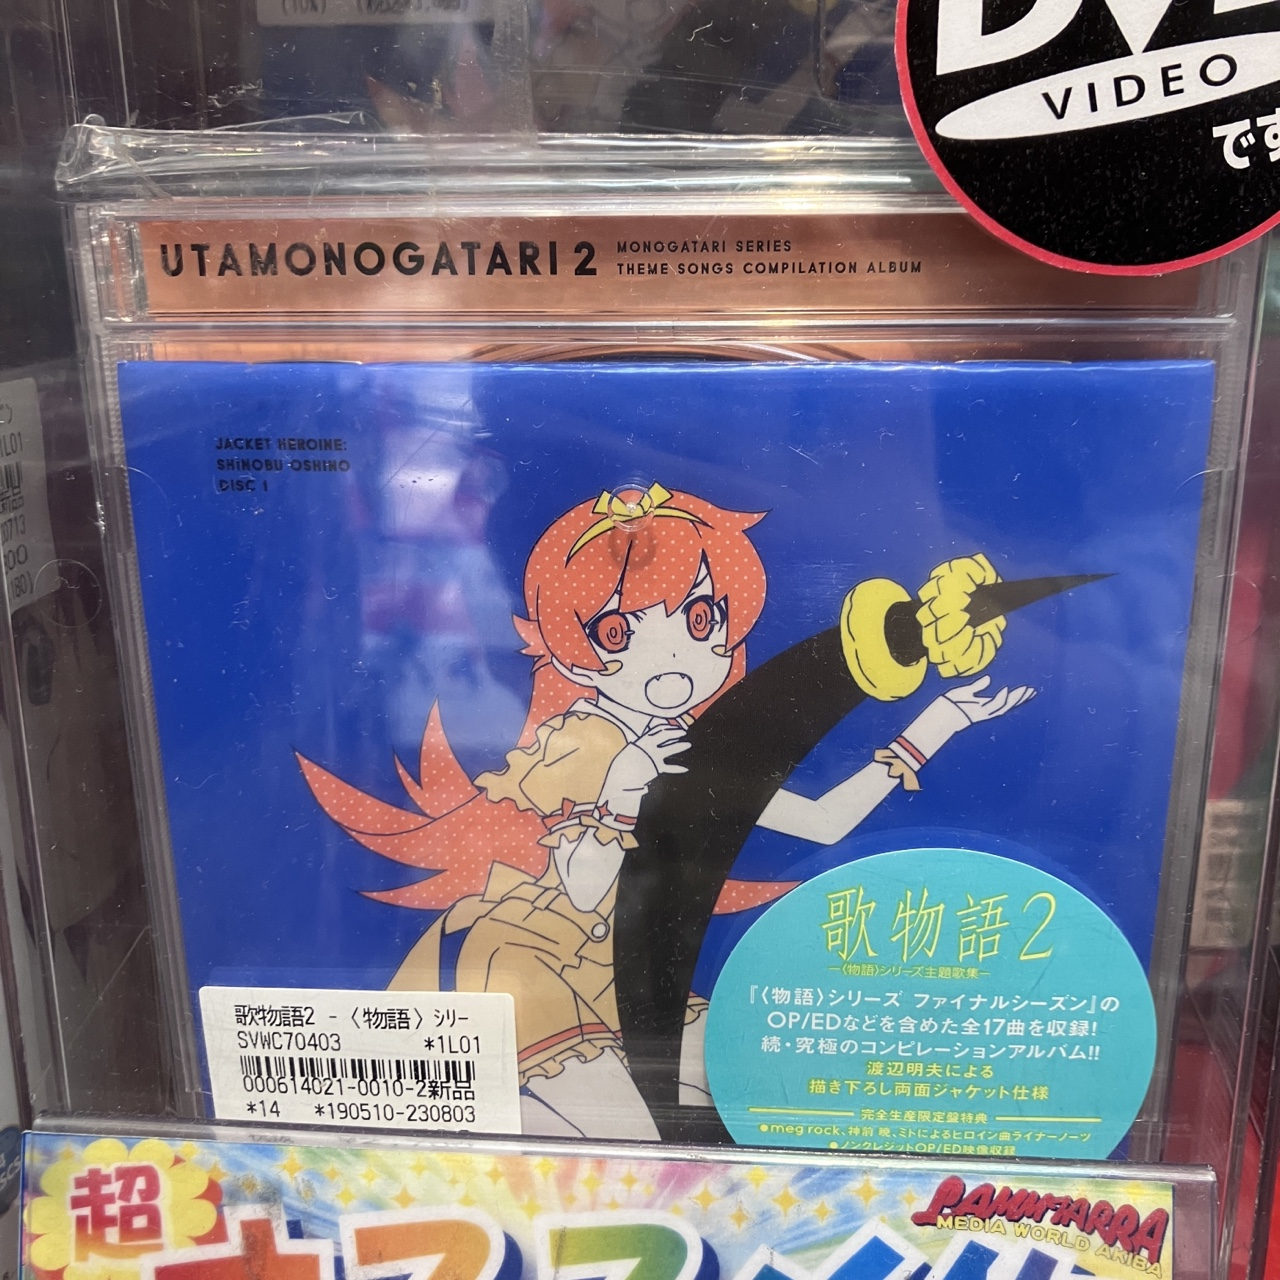 DVD
VIDEO
です
UTAMONOGATARI 2
MONOGATARI SERIES
THEME SONGS COMPILATION ALBUM
JACKET HEROINE:
SHINOBU OSHINO
DISC 1
歌物語2
―〈物語〉シリーズ主題歌集―
『〈物語〉シリーズ ファイナルシーズン』の
OP/EDなどを含めた全17曲を収録!
続・究極のコンピレーションアルバム!!
渡辺明夫による
描き下ろし両面ジャケット仕様
完全生産限定盤特典
●meg rock、神前 暁、ミトによるヒロイン曲ライナーノーツ
●ノンクレジットOP/ED映像収録
歌物語2 - 〈物語〉 シリー
SVWC70403 *1L01
000614021-0010-2新品
*14 *190510-230803
1L01
超
LAMMTARRA
MEDIA WORLD AKIBA